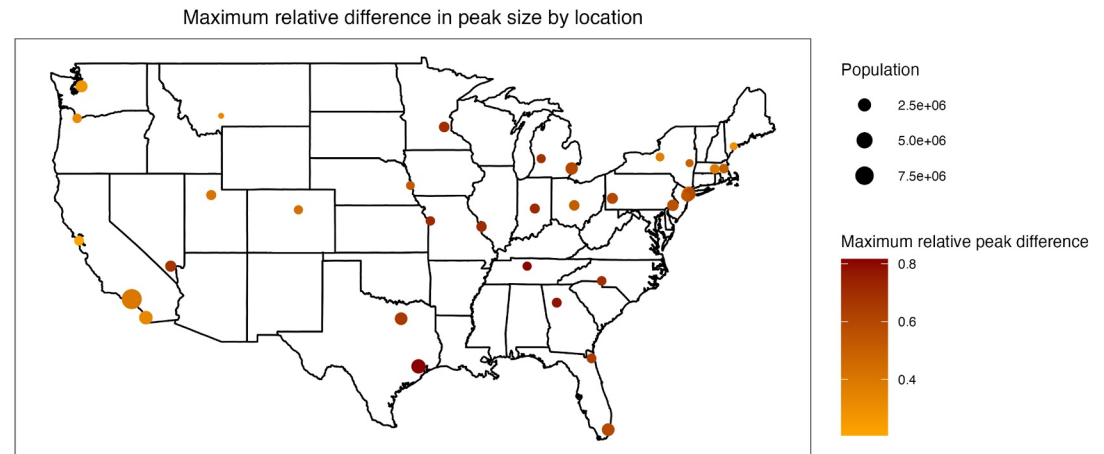 Maximum relative difference in peak size by location
Population
2.5e+06
5.0e+06
7.5e+06
Maximum relative peak difference
0.8
0.6
0.4